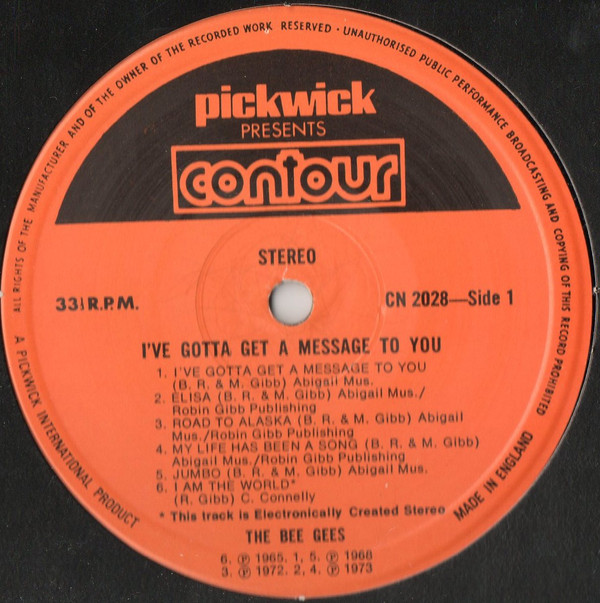 ALL RIGHTS OF THE MANUFACTURER AND OF THE OWNER OF THE RECORDED WORK RESERVED · UNAUTHORISED PUBLIC PERFORMANCE BROADCASTING AND COPYING OF THIS RECORD PROHIBITED
pickwick
PRESENTS
contour
STEREO
33⅓ R.P.M.
CN 2028—Side 1
I'VE GOTTA GET A MESSAGE TO YOU
1. I'VE GOTTA GET A MESSAGE TO YOU
(B. R. & M. Gibb) Abigail Mus.
2. ELISA (B. R. & M. Gibb) Abigail Mus./
Robin Gibb Publishing
3. ROAD TO ALASKA (B. R. & M. Gibb) Abigail
Mus./Robin Gibb Publishing
4. MY LIFE HAS BEEN A SONG (B. R. & M. Gibb)
Abigail Mus./Robin Gibb Publishing
5. JUMBO (B. R. & M. Gibb) Abigail Mus.
6. I AM THE WORLD*
(R. Gibb) C. Connelly
* This track is Electronically Created Stereo
THE BEE GEES
6. ℗ 1965. 1, 5. ℗ 1968
3. ℗ 1972. 2, 4. ℗ 1973
A PICKWICK INTERNATIONAL PRODUCT
MADE IN ENGLAND